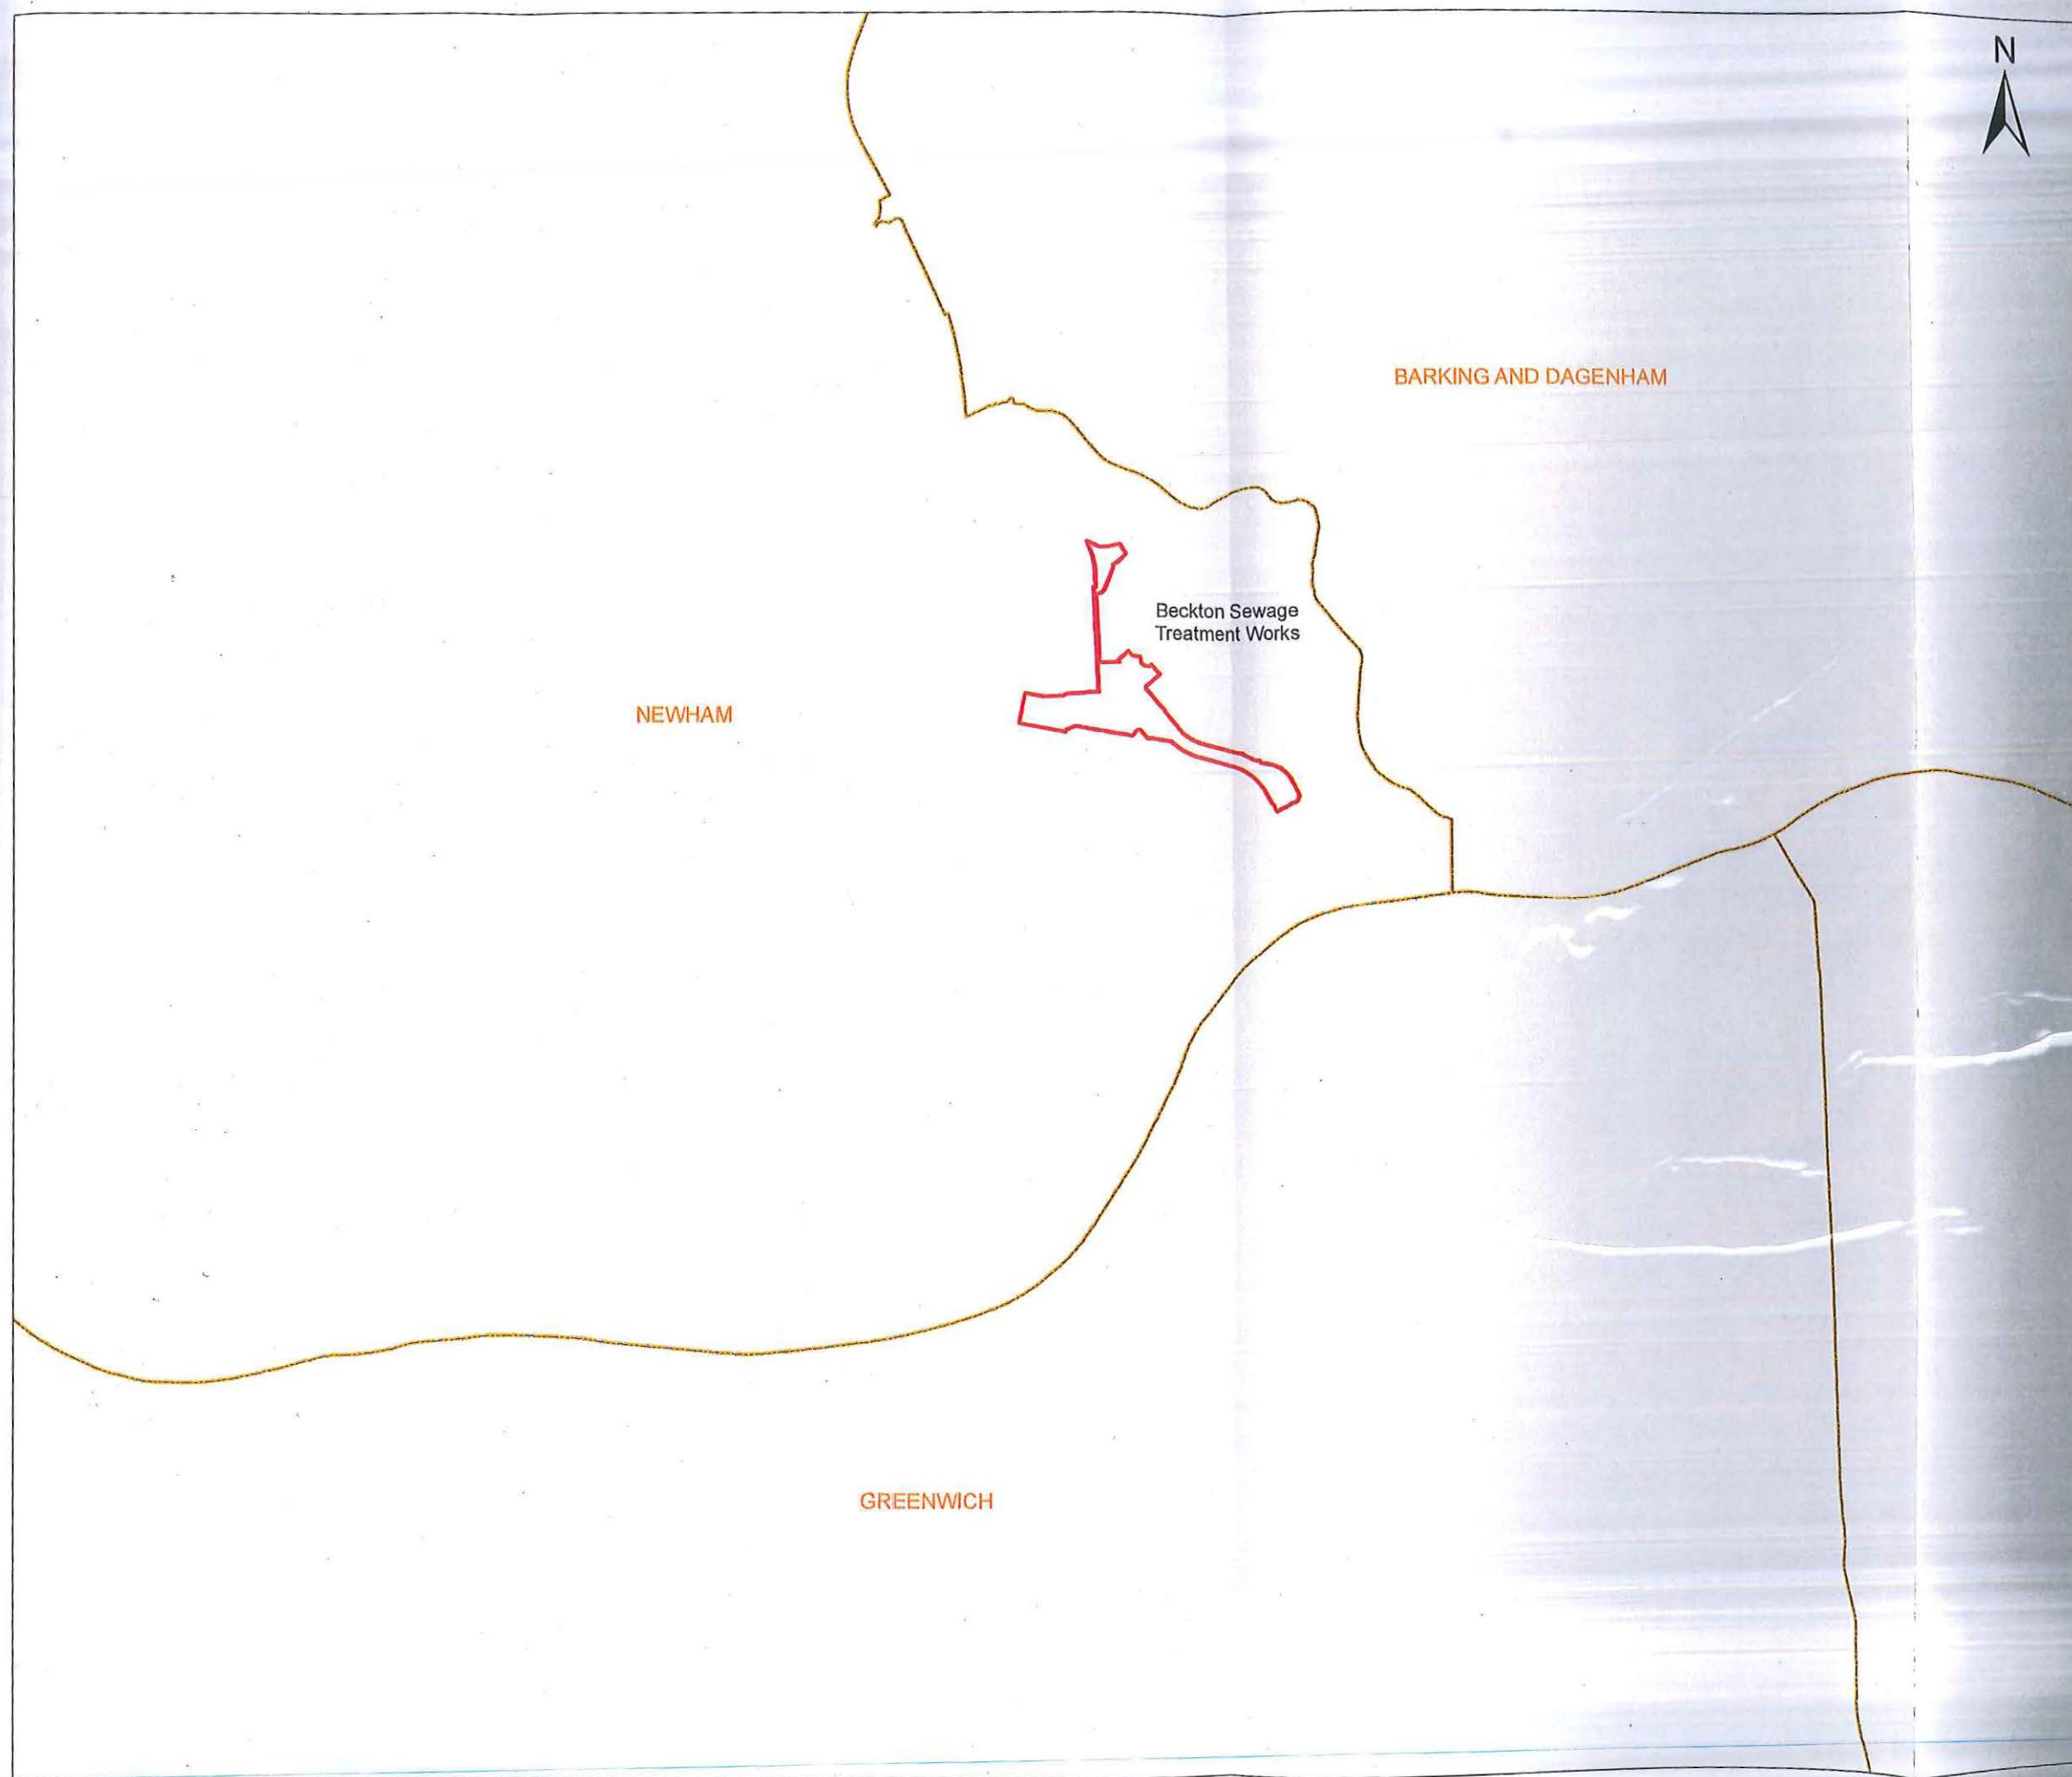 N
BARKING AND DAGENHAM
Beckton Sewage
Treatment Works
NEWHAM
GREENWICH